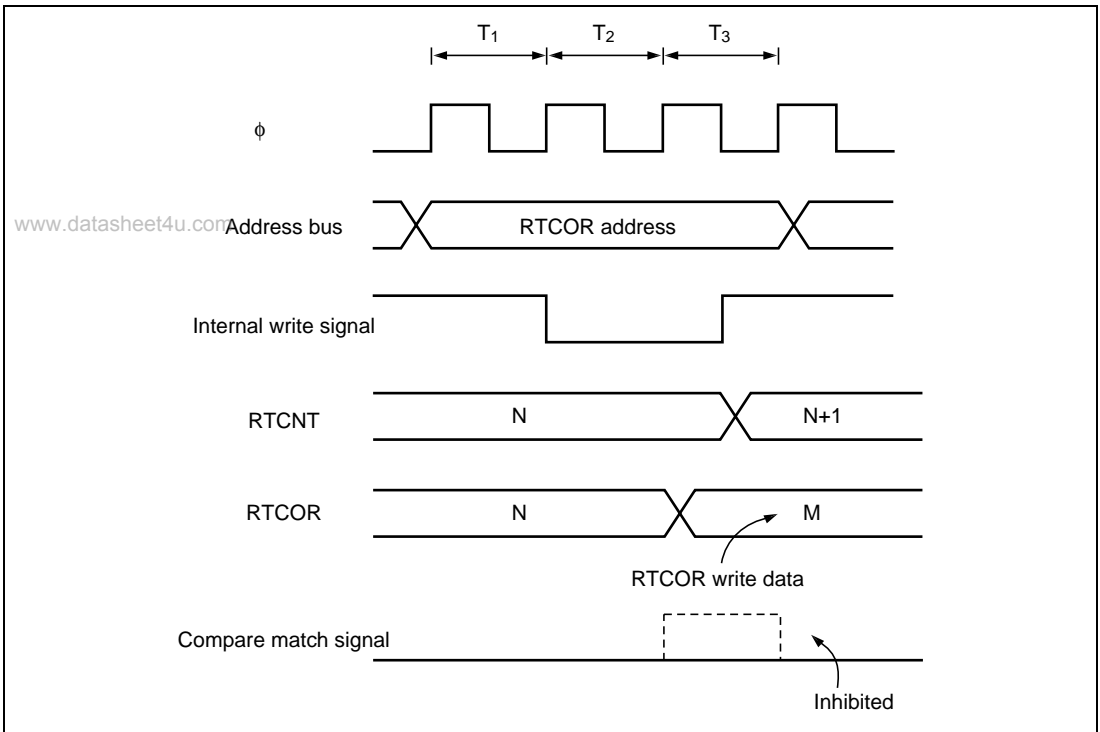 T1 T2 T3
φ
www.datasheet4u.com
Address bus RTCOR address
Internal write signal
RTCNT N N+1
RTCOR N M
RTCOR write data
Compare match signal
Inhibited